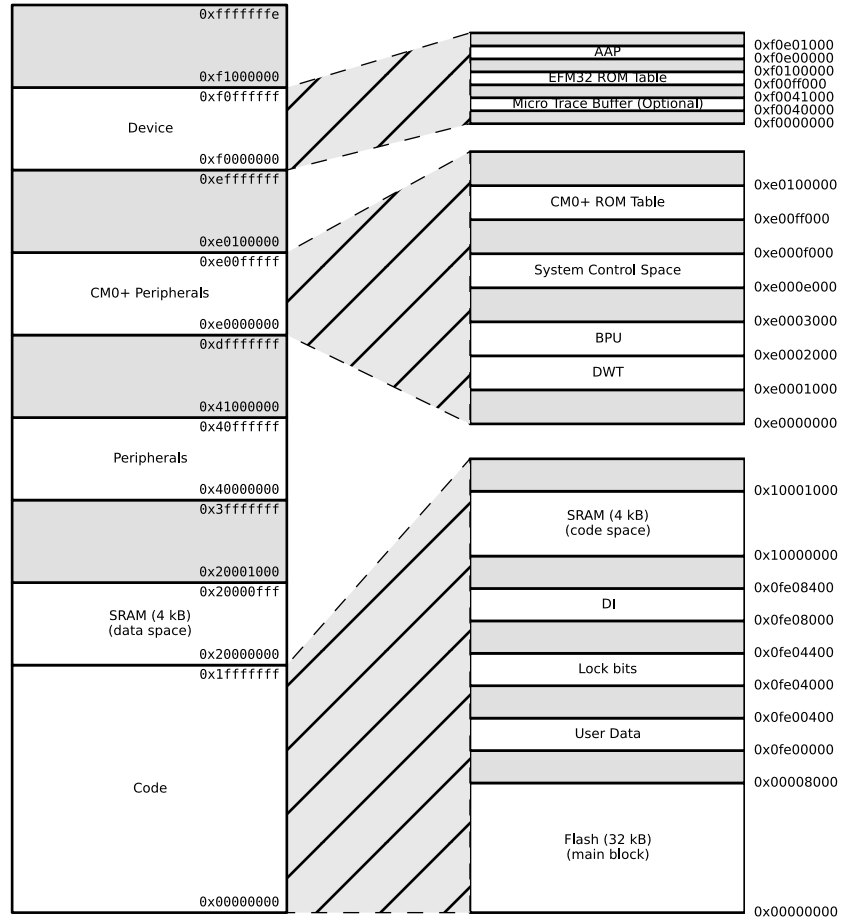 0xfffffffe
0xf1000000
0xf0ffffff
Device
0xf0000000
0xefffffff
0xe0100000
0xe00fffff
CM0+ Peripherals
0xe0000000
0xdfffffff
0x41000000
0x40ffffff
Peripherals
0x40000000
0x3fffffff
0x20001000
0x20000fff
SRAM (4 kB)
(data space)
0x20000000
0x1fffffff
Code
0x00000000
0xf0e01000
AAP
0xf0e00000
0xf0100000
EFM32 ROM Table
0xf00ff000
0xf0041000
Micro Trace Buffer (Optional)
0xf0040000
0xf0000000
0xe0100000
CM0+ ROM Table
0xe00ff000
0xe000f000
System Control Space
0xe000e000
0xe0003000
BPU
0xe0002000
DWT
0xe0001000
0xe0000000
0x10001000
SRAM (4 kB)
(code space)
0x10000000
0x0fe08400
DI
0x0fe08000
0x0fe04400
Lock bits
0x0fe04000
0x0fe00400
User Data
0x0fe00000
0x00008000
Flash (32 kB)
(main block)
0x00000000